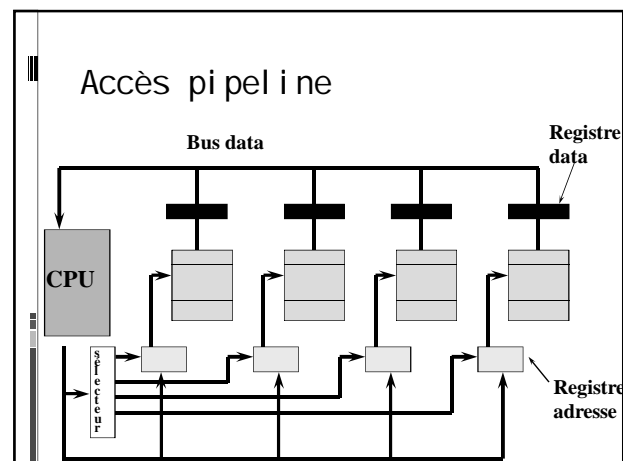 Accès pipeline
Bus data
Registre
data
CPU
sélecteur
Registre
adresse